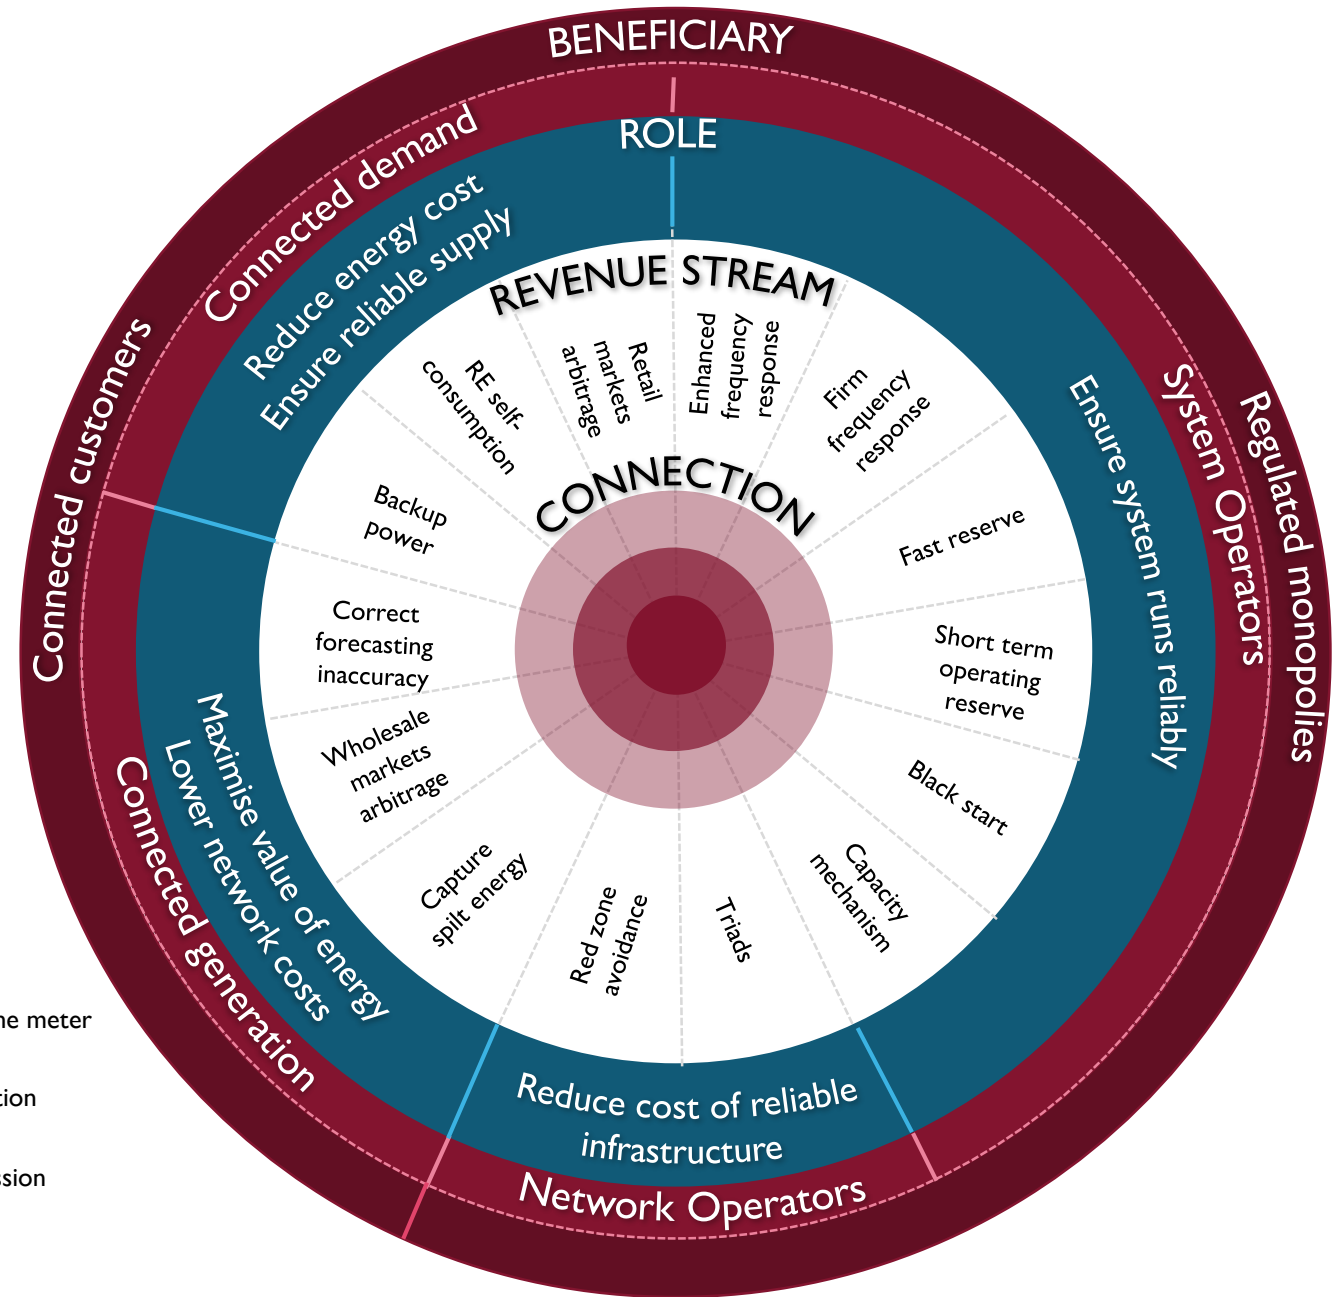 BENEFICIARY
ROLE
REVENUE STREAM
CONNECTION
Connected customers
Connected demand
Reduce energy cost
Ensure reliable supply
Regulated monopolies
System Operators
Ensure system runs reliably
Connected generation
Maximise value of energy
Lower network costs
Network Operators
Reduce cost of reliable
infrastructure
Enhanced
frequency
response
Firm
frequency
response
Fast reserve
Short term
operating
reserve
Black start
Capacity
mechanism
Triads
Red zone
avoidance
Capture
spilt energy
Wholesale
markets
arbitrage
Correct
forecasting
inaccuracy
Backup
power
RE self-
consumption
Retail
markets
arbitrage
meter